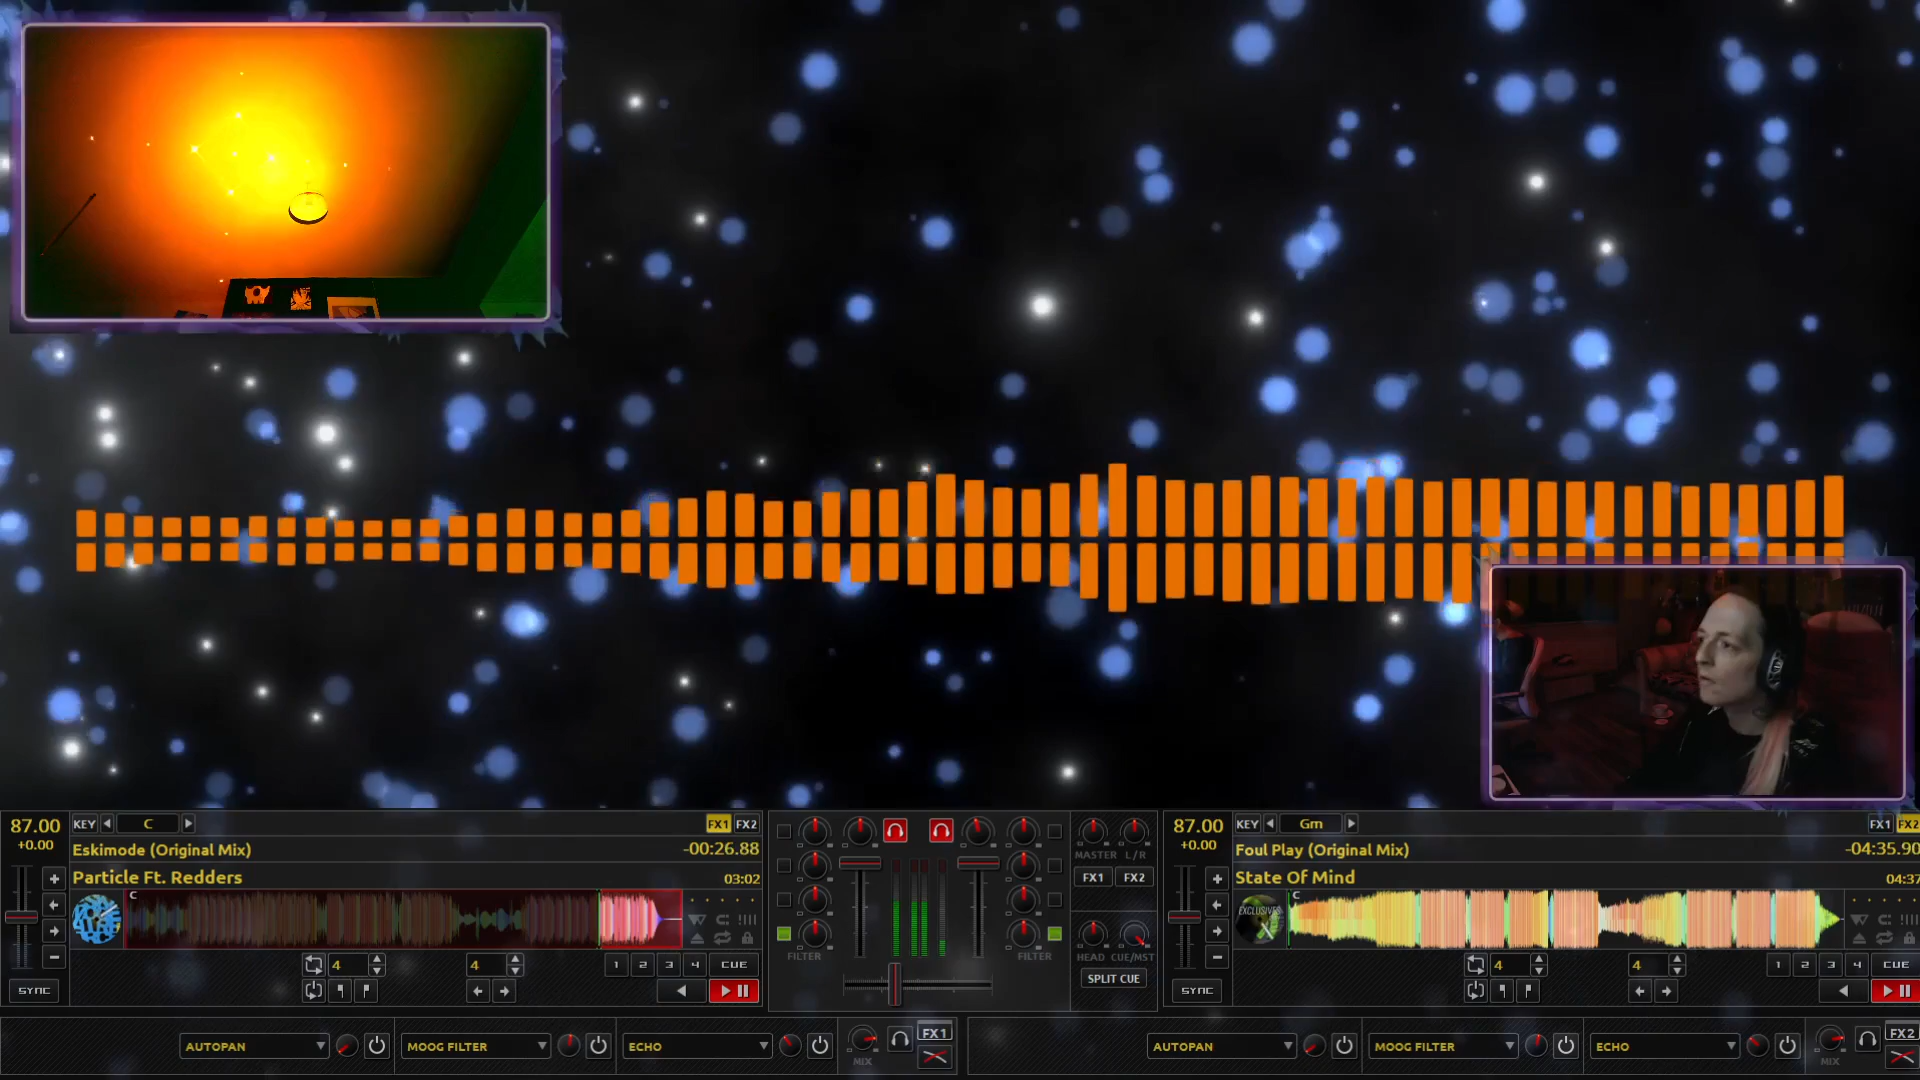 87.00
+0.00
KEY
C
FX1 FX2
Eskimode (Original Mix)
-00:26.88
Particle Ft. Redders
03:02
C
4
4
1 2 3 4 CUE
SYNC
FILTER
FILTER
MASTER L/R
FX1 FX2
HEAD CUE/MST
SPLIT CUE
87.00
+0.00
KEY
Gm
FX1 FX2
Foul Play (Original Mix)
-04:35.90
State Of Mind
04:37
EXCLUSIVES
X
C
4
4
1 2 3 4 CUE
SYNC
AUTOPAN
MOOG FILTER
ECHO
MIX
FX1
AUTOPAN
MOOG FILTER
ECHO
MIX
FX2